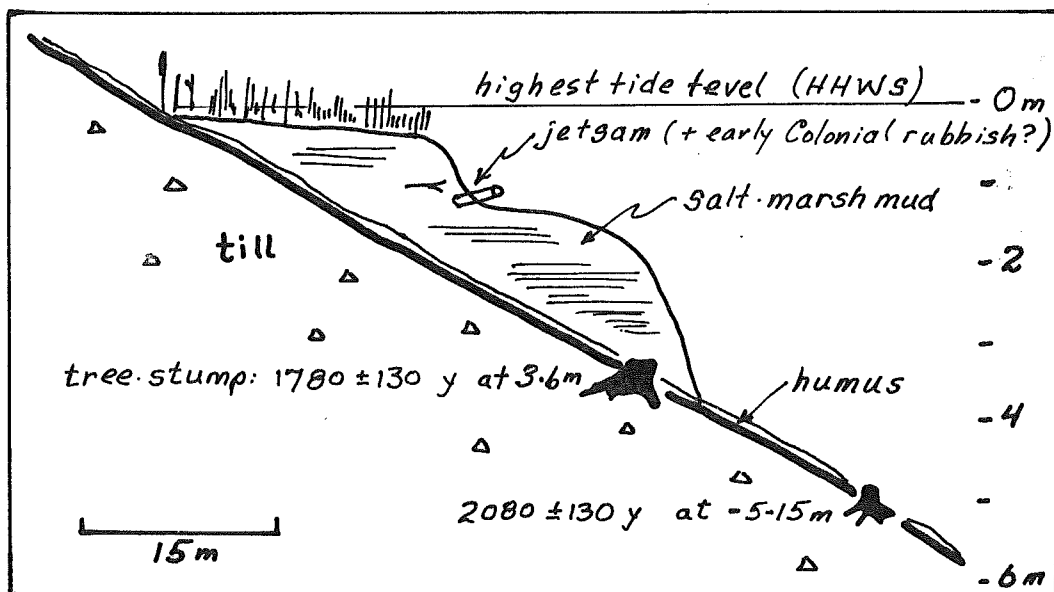 highest tide level (HHWS)
- 0m
jetsam (+ early Colonial rubbish?)
-
salt-marsh mud
till
- 2
-
tree-stump: 1780 ±130 y at 3·6m
humus
- 4
2080 ±130 y at -5·15m
-
15m
- 6m